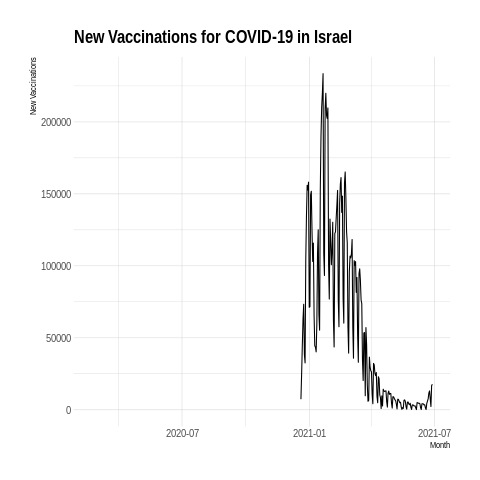 New Vaccinations for COVID-19 in Israel
New Vaccinations
200000
150000
100000
50000
0
2020-07 2021-01 2021-07
Month